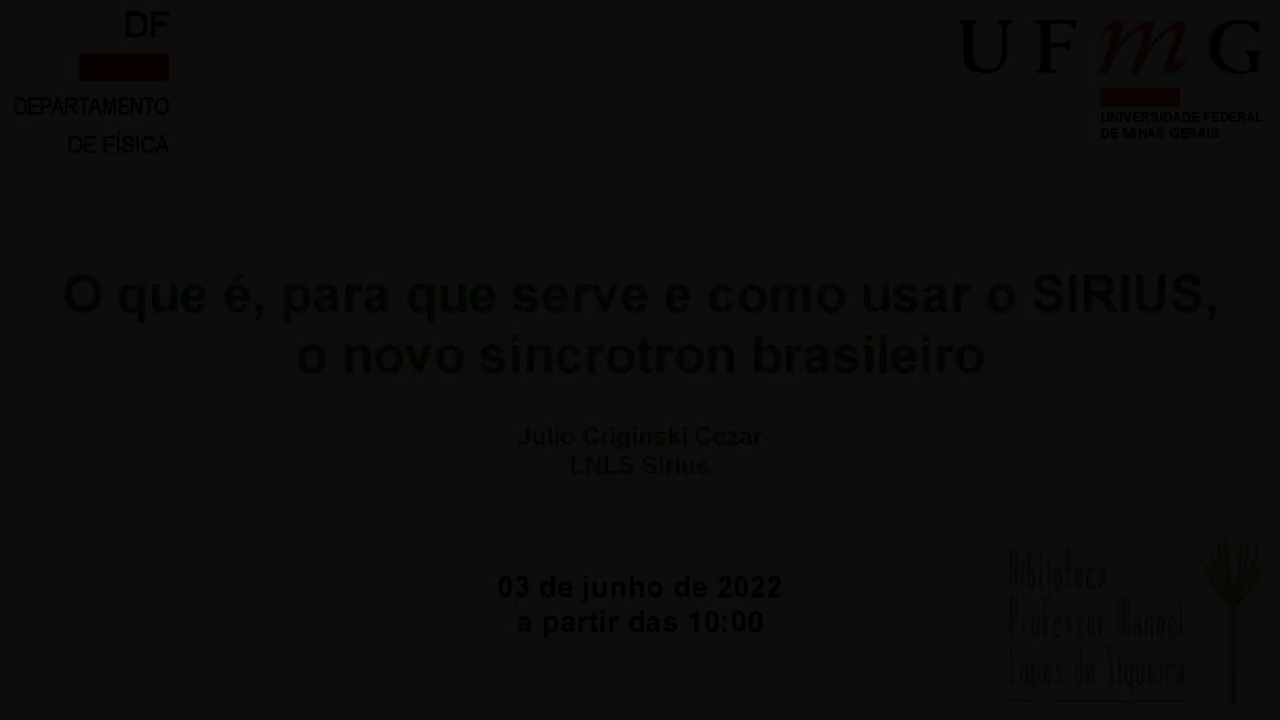 DF
DEPARTAMENTO
DE FÍSICA
UFmG
UNIVERSIDADE FEDERAL
DE MINAS GERAIS
O que é, para que serve e como usar o SIRIUS,
o novo síncrotron brasileiro
Julio Criginski Cezar
LNLS Sirius
03 de junho de 2022
a partir das 10:00
Biblioteca
Professor Manoel
Lopes de Siqueira